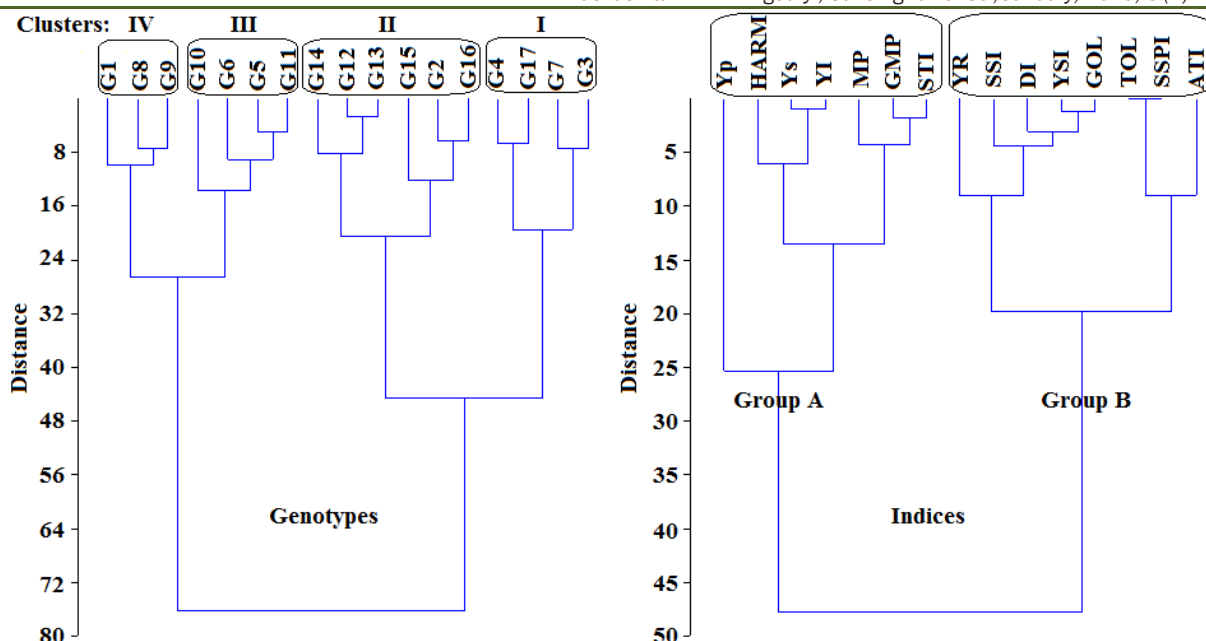 Clusters: IV III II I
G1 G8 G9 G10 G6 G5 G11 G14 G12 G13 G15 G2 G16 G4 G17 G7 G3
8
16
24
32
40
48
56
64
72
80
Distance
Genotypes
Yp HARM Ys YI MP GMP STI YR SSI DI YSI GOL TOL SSPI ATI
5
10
15
20
25
30
35
40
45
50
Distance
Group A Group B
Indices